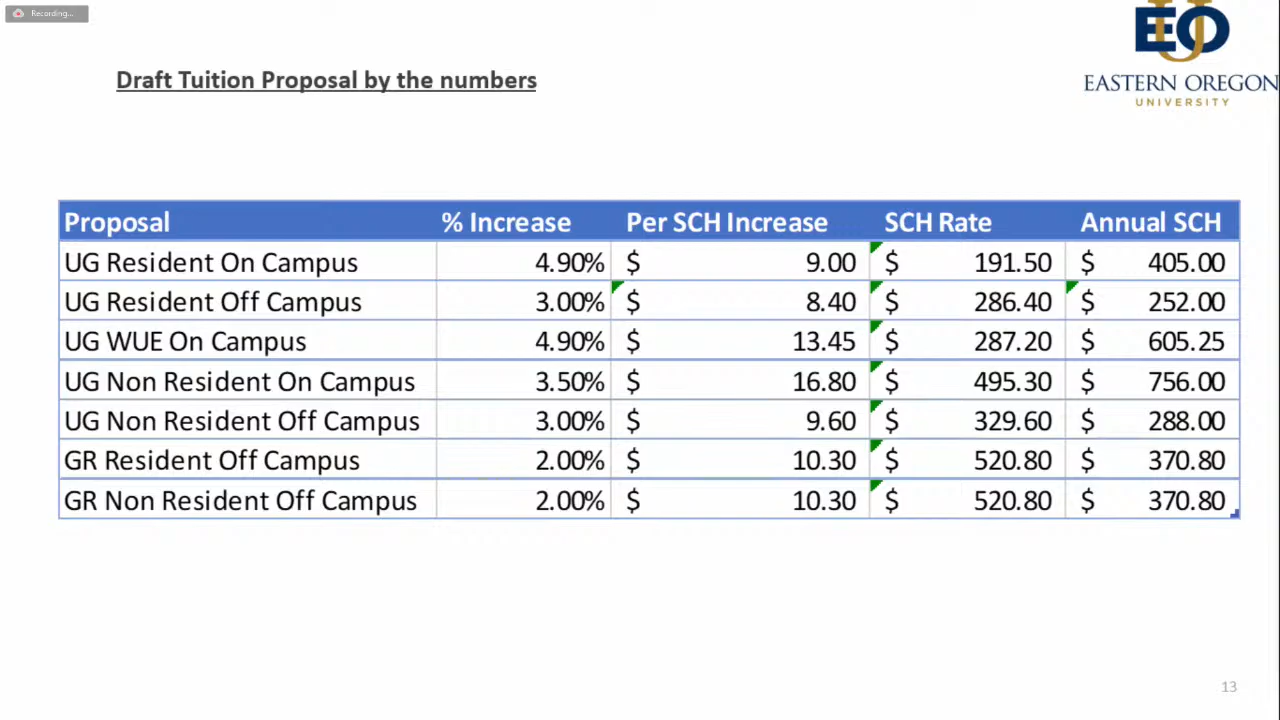 Recording...
EOU
EASTERN OREGON
UNIVERSITY
Draft Tuition Proposal by the numbers
Proposal % Increase Per SCH Increase SCH Rate Annual SCH
UG Resident On Campus 4.90% $ 9.00 $ 191.50 $ 405.00
UG Resident Off Campus 3.00% $ 8.40 $ 286.40 $ 252.00
UG WUE On Campus 4.90% $ 13.45 $ 287.20 $ 605.25
UG Non Resident On Campus 3.50% $ 16.80 $ 495.30 $ 756.00
UG Non Resident Off Campus 3.00% $ 9.60 $ 329.60 $ 288.00
GR Resident Off Campus 2.00% $ 10.30 $ 520.80 $ 370.80
GR Non Resident Off Campus 2.00% $ 10.30 $ 520.80 $ 370.80
13